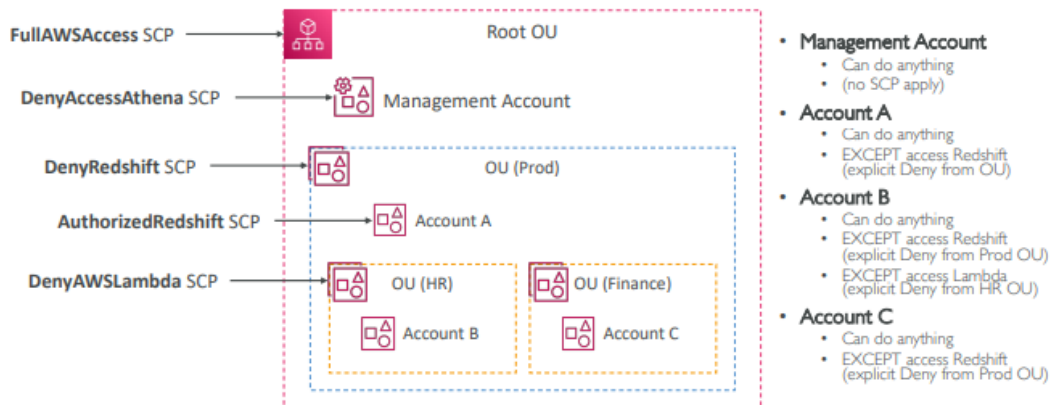 FullAWSAccess SCP
Root OU
DenyAccessAthena SCP
Management Account
DenyRedshift SCP
OU (Prod)
AuthorizedRedshift SCP
Account A
DenyAWSLambda SCP
OU (HR)
OU (Finance)
Account B
Account C
• Management Account
• Can do anything
• (no SCP apply)
• Account A
• Can do anything
• EXCEPT access Redshift
(explicit Deny from OU)
• Account B
• Can do anything
• EXCEPT access Redshift
(explicit Deny from Prod OU)
• EXCEPT access Lambda
(explicit Deny from HR OU)
• Account C
• Can do anything
• EXCEPT access Redshift
(explicit Deny from Prod OU)